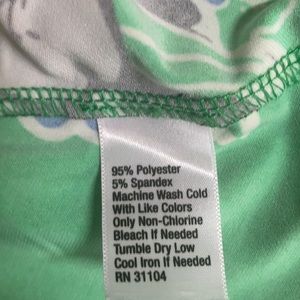 95% Polyester
5% Spandex
Machine Wash Cold
With Like Colors
Only Non-Chlorine
Bleach If Needed
Tumble Dry Low
Cool Iron If Needed
RN 31104